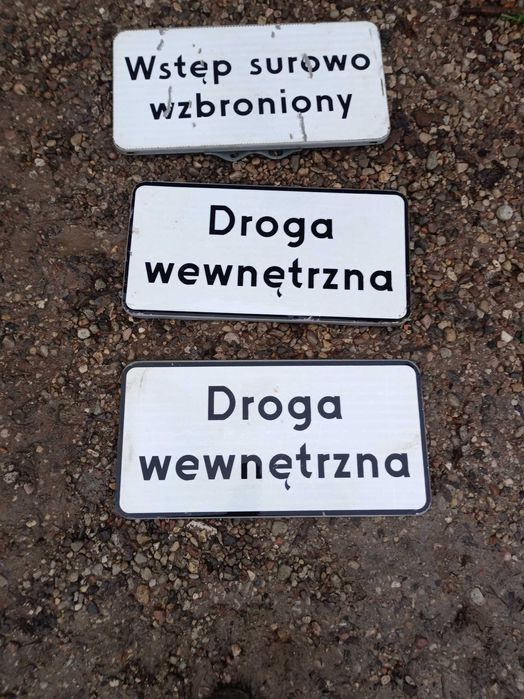 Wstęp surowo
wzbroniony
Droga
wewnętrzna
Droga
wewnętrzna